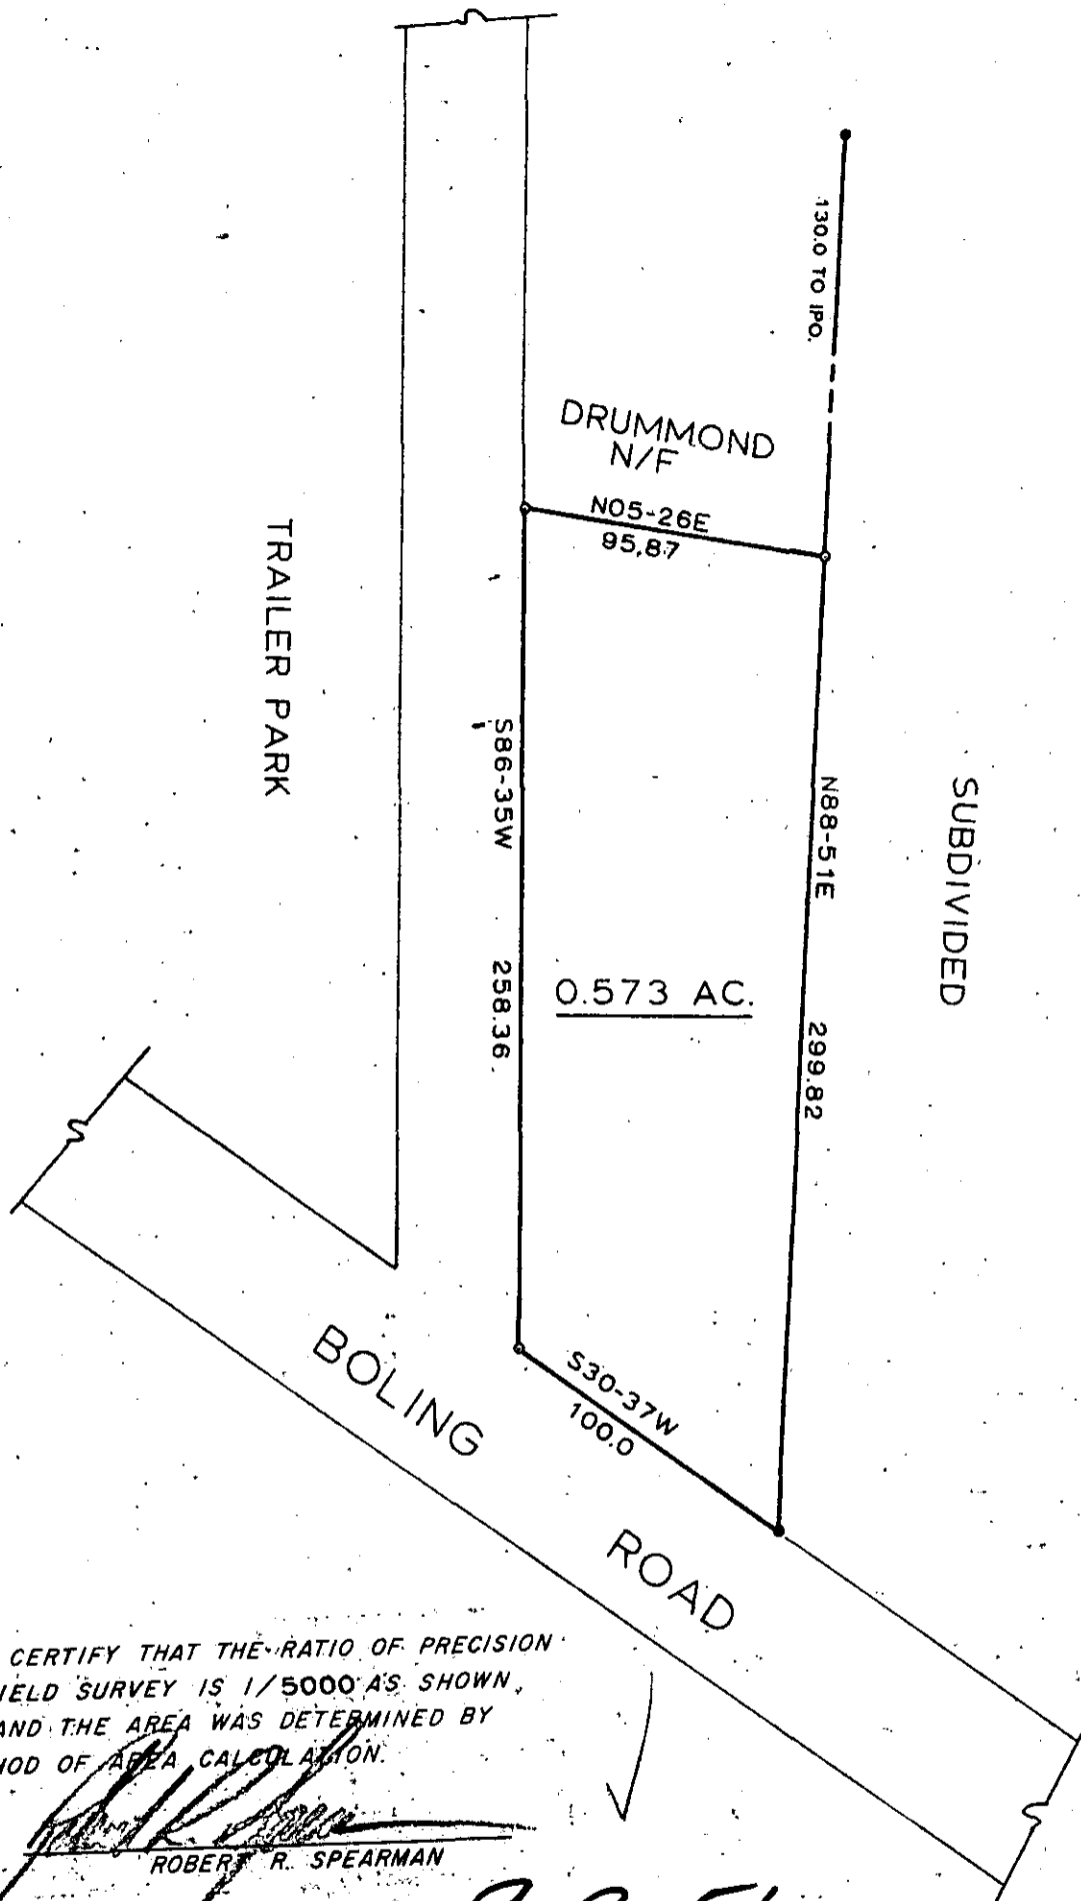 130.0 TO IPO.
DRUMMOND
N/F
N05-26E
95.87
TRAILER PARK
S86-35W 258.36
N88-51E 299.82
SUBDIVIDED
0.573 AC.
S30-37W
100.0
BOLING ROAD
CERTIFY THAT THE RATIO OF PRECISION
IELD SURVEY IS 1/5000 AS SHOWN,
AND THE AREA WAS DETERMINED BY
HOD OF AREA CALCULATION.
ROBERT R. SPEARMAN